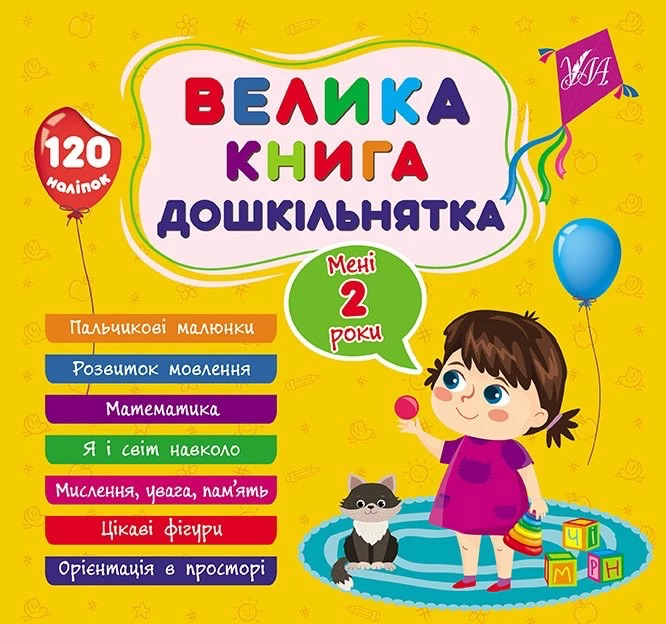 УЛА
ВЕЛИКА
КНИГА
ДОШКІЛЬНЯТКА
120
наліпок
Мені
2
роки
Пальчикові малюнки
Розвиток мовлення
Математика
Я і світ навколо
Мислення, увага, пам'ять
Цікаві фігури
Орієнтація в просторі
Ч І
М Р Н